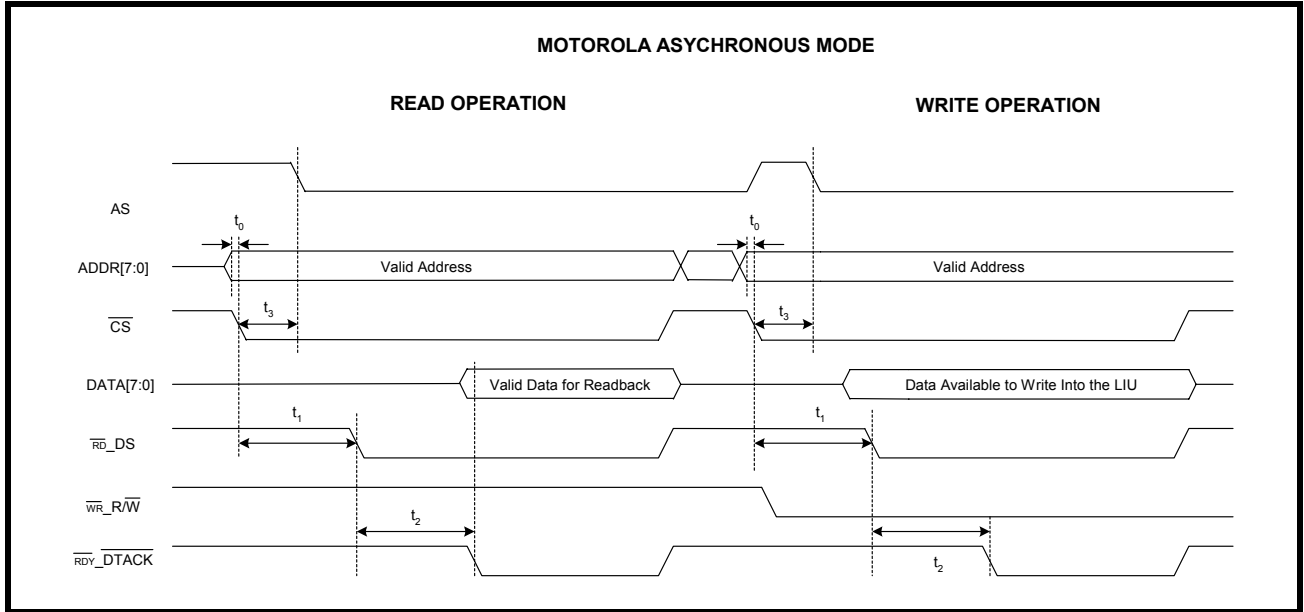 MOTOROLA ASYCHRONOUS MODE
READ OPERATION
WRITE OPERATION
AS
t0
t0
ADDR[7:0]
Valid Address
Valid Address
CS
t3
t3
DATA[7:0]
Valid Data for Readback
Data Available to Write Into the LIU
t1
t1
RD_DS
WR_R/W
t2
t2
RDY_DTACK